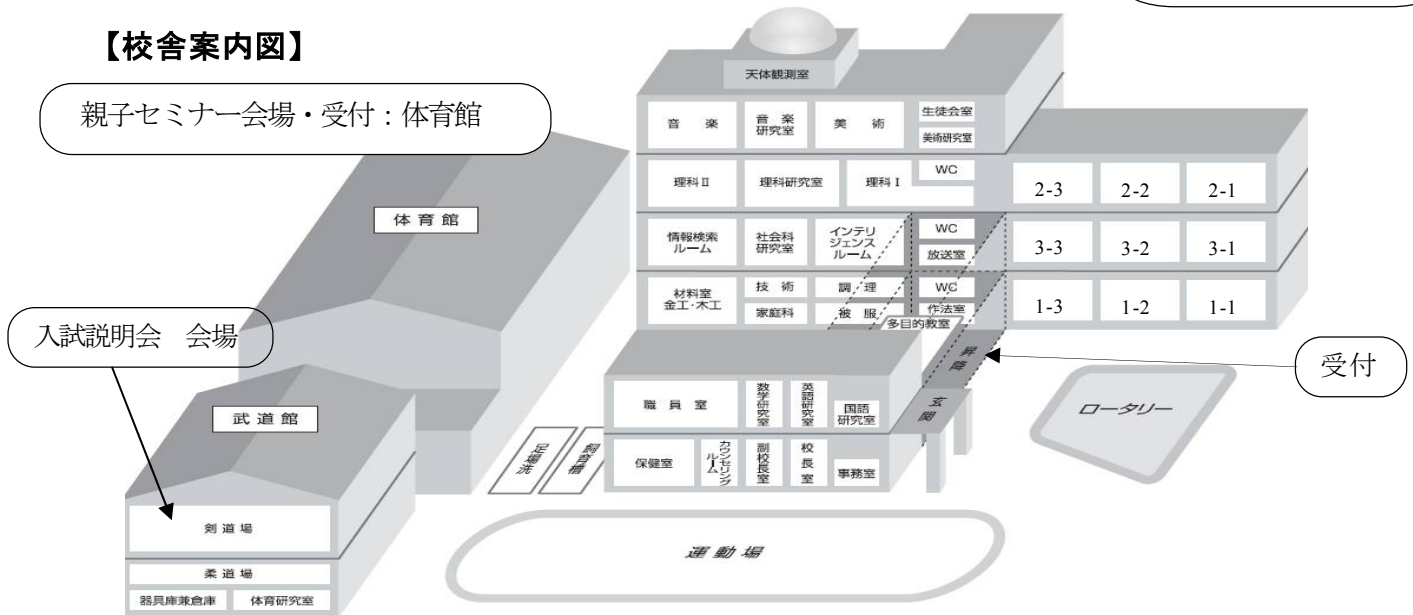 【校舎案内図】
親子セミナー会場・受付：体育館
天体観測室
音　楽
音 楽
研究室
美　術
生徒会室
美術研究室
理科Ⅱ
理科研究室
理科Ⅰ
WC
2-3
2-2
2-1
体 育 館
情報検索
ルーム
社会科
研究室
インテリ
ジェンス
ルーム
WC
放送室
3-3
3-2
3-1
材料室
金工・木工
技　術
家庭科
調　理
被　服
WC
作法室
多目的教室
1-3
1-2
1-1
入試説明会　会場
昇降
受付
武 道 館
職 員 室
数学研究室
英語研究室
国語
研究室
玄関
ロータリー
足場洗
飼育槽
保健室
カウンセリング
ルーム
副校長室
校長室
事務室
剣 道 場
運 動 場
柔 道 場
器具庫兼倉庫
体育研究室